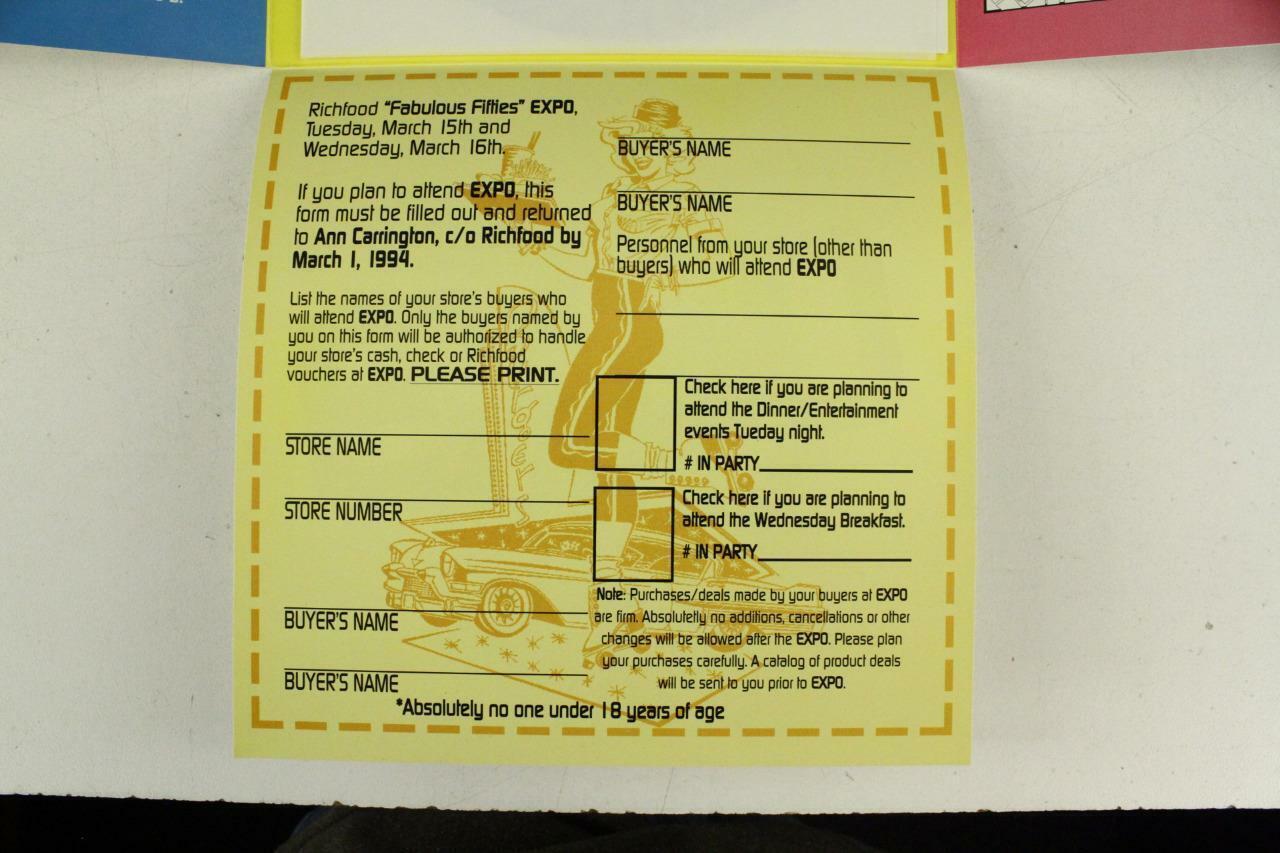 Richfood "Fabulous Fifties" EXPO,
Tuesday, March 15th and
Wednesday, March 16th.
If you plan to attend EXPO, this
form must be filled out and returned
to Ann Carrington, c/o Richfood by
March 1, 1994.
List the names of your store's buyers who
will attend EXPO. Only the buyers named by
you on this form will be authorized to handle
your store's cash, check or Richfood
vouchers at EXPO. PLEASE PRINT.
STORE NAME
STORE NUMBER
BUYER'S NAME
BUYER'S NAME
BUYER'S NAME
BUYER'S NAME
Personnel from your store (other than
buyers) who will attend EXPO
Check here if you are planning to
attend the Dinner/Entertainment
events Tueday night.
# IN PARTY
Check here if you are planning to
attend the Wednesday Breakfast.
# IN PARTY
Note: Purchases/deals made by your buyers at EXPO
are firm. Absolutetly no additions, cancellations or other
changes will be allowed after the EXPO. Please plan
your purchases carefully. A catalog of product deals
will be sent to you prior to EXPO.
*Absolutely no one under 18 years of age